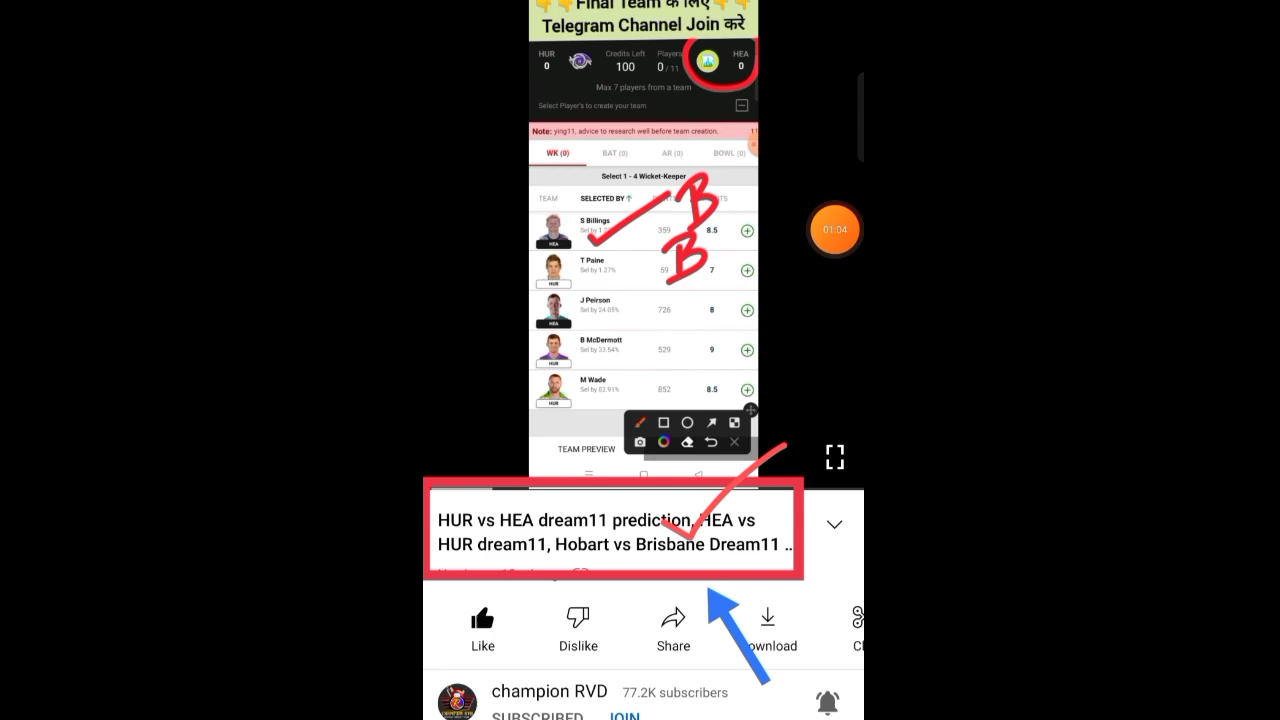 👇👇Final Team के लिए👇👇
Telegram Channel Join करे
HUR Credits Left Players HEA
0 100 0/11 0
Max 7 players from a team
Select Player's to create your team
Note: ying11, advice to research well before team creation. 11
WK (0) BAT (0) AR (0) BOWL (0)
Select 1 - 4 Wicket-Keeper
TEAM SELECTED BY ↑
B
S Billings
359 8.5
HEA
B
T Paine
Sel by 1.27% 59 7
HUR
J Peirson
Sel by 24.05% 726 8
HEA
B McDermott
Sel by 33.54% 529 9
HUR
M Wade
Sel by 82.91% 852 8.5
HUR
TEAM PREVIEW
01:04
HUR vs HEA dream11 prediction, HEA vs
HUR dream11, Hobart vs Brisbane Dream11 ...
Like Dislike Share ownload Cl
champion RVD 77.2K subscribers
SUBSCRIBED JOIN